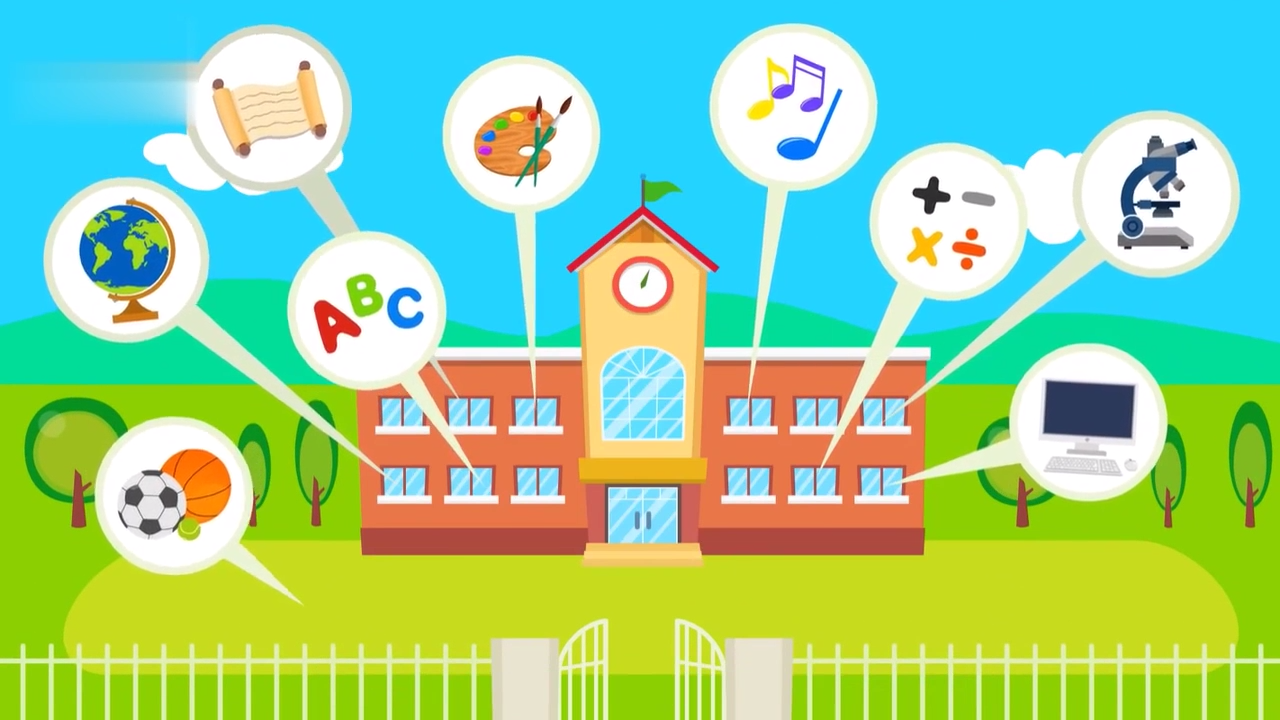 ABC
+ -
× ÷